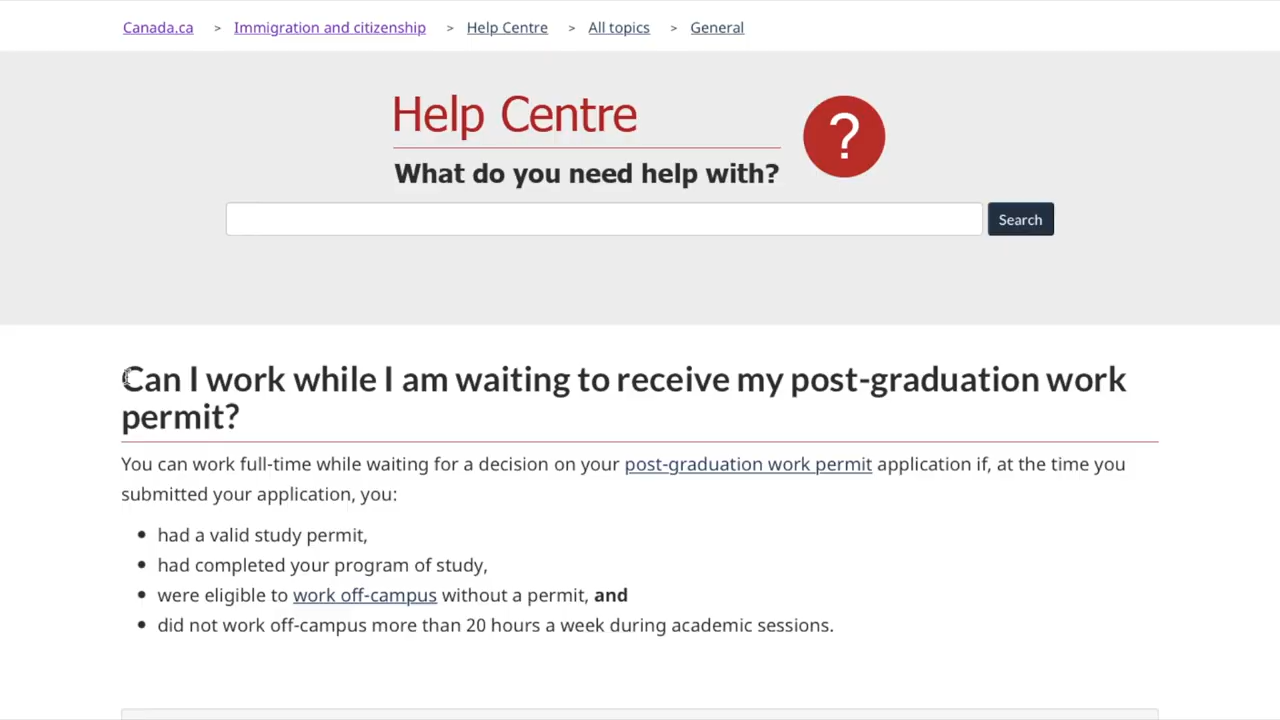 Canada.ca > Immigration and citizenship > Help Centre > All topics > General
Help Centre
?
What do you need help with?
Search
Can I work while I am waiting to receive my post-graduation work
permit?
You can work full-time while waiting for a decision on your post-graduation work permit application if, at the time you
submitted your application, you:
• had a valid study permit,
• had completed your program of study,
• were eligible to work off-campus without a permit, and
• did not work off-campus more than 20 hours a week during academic sessions.